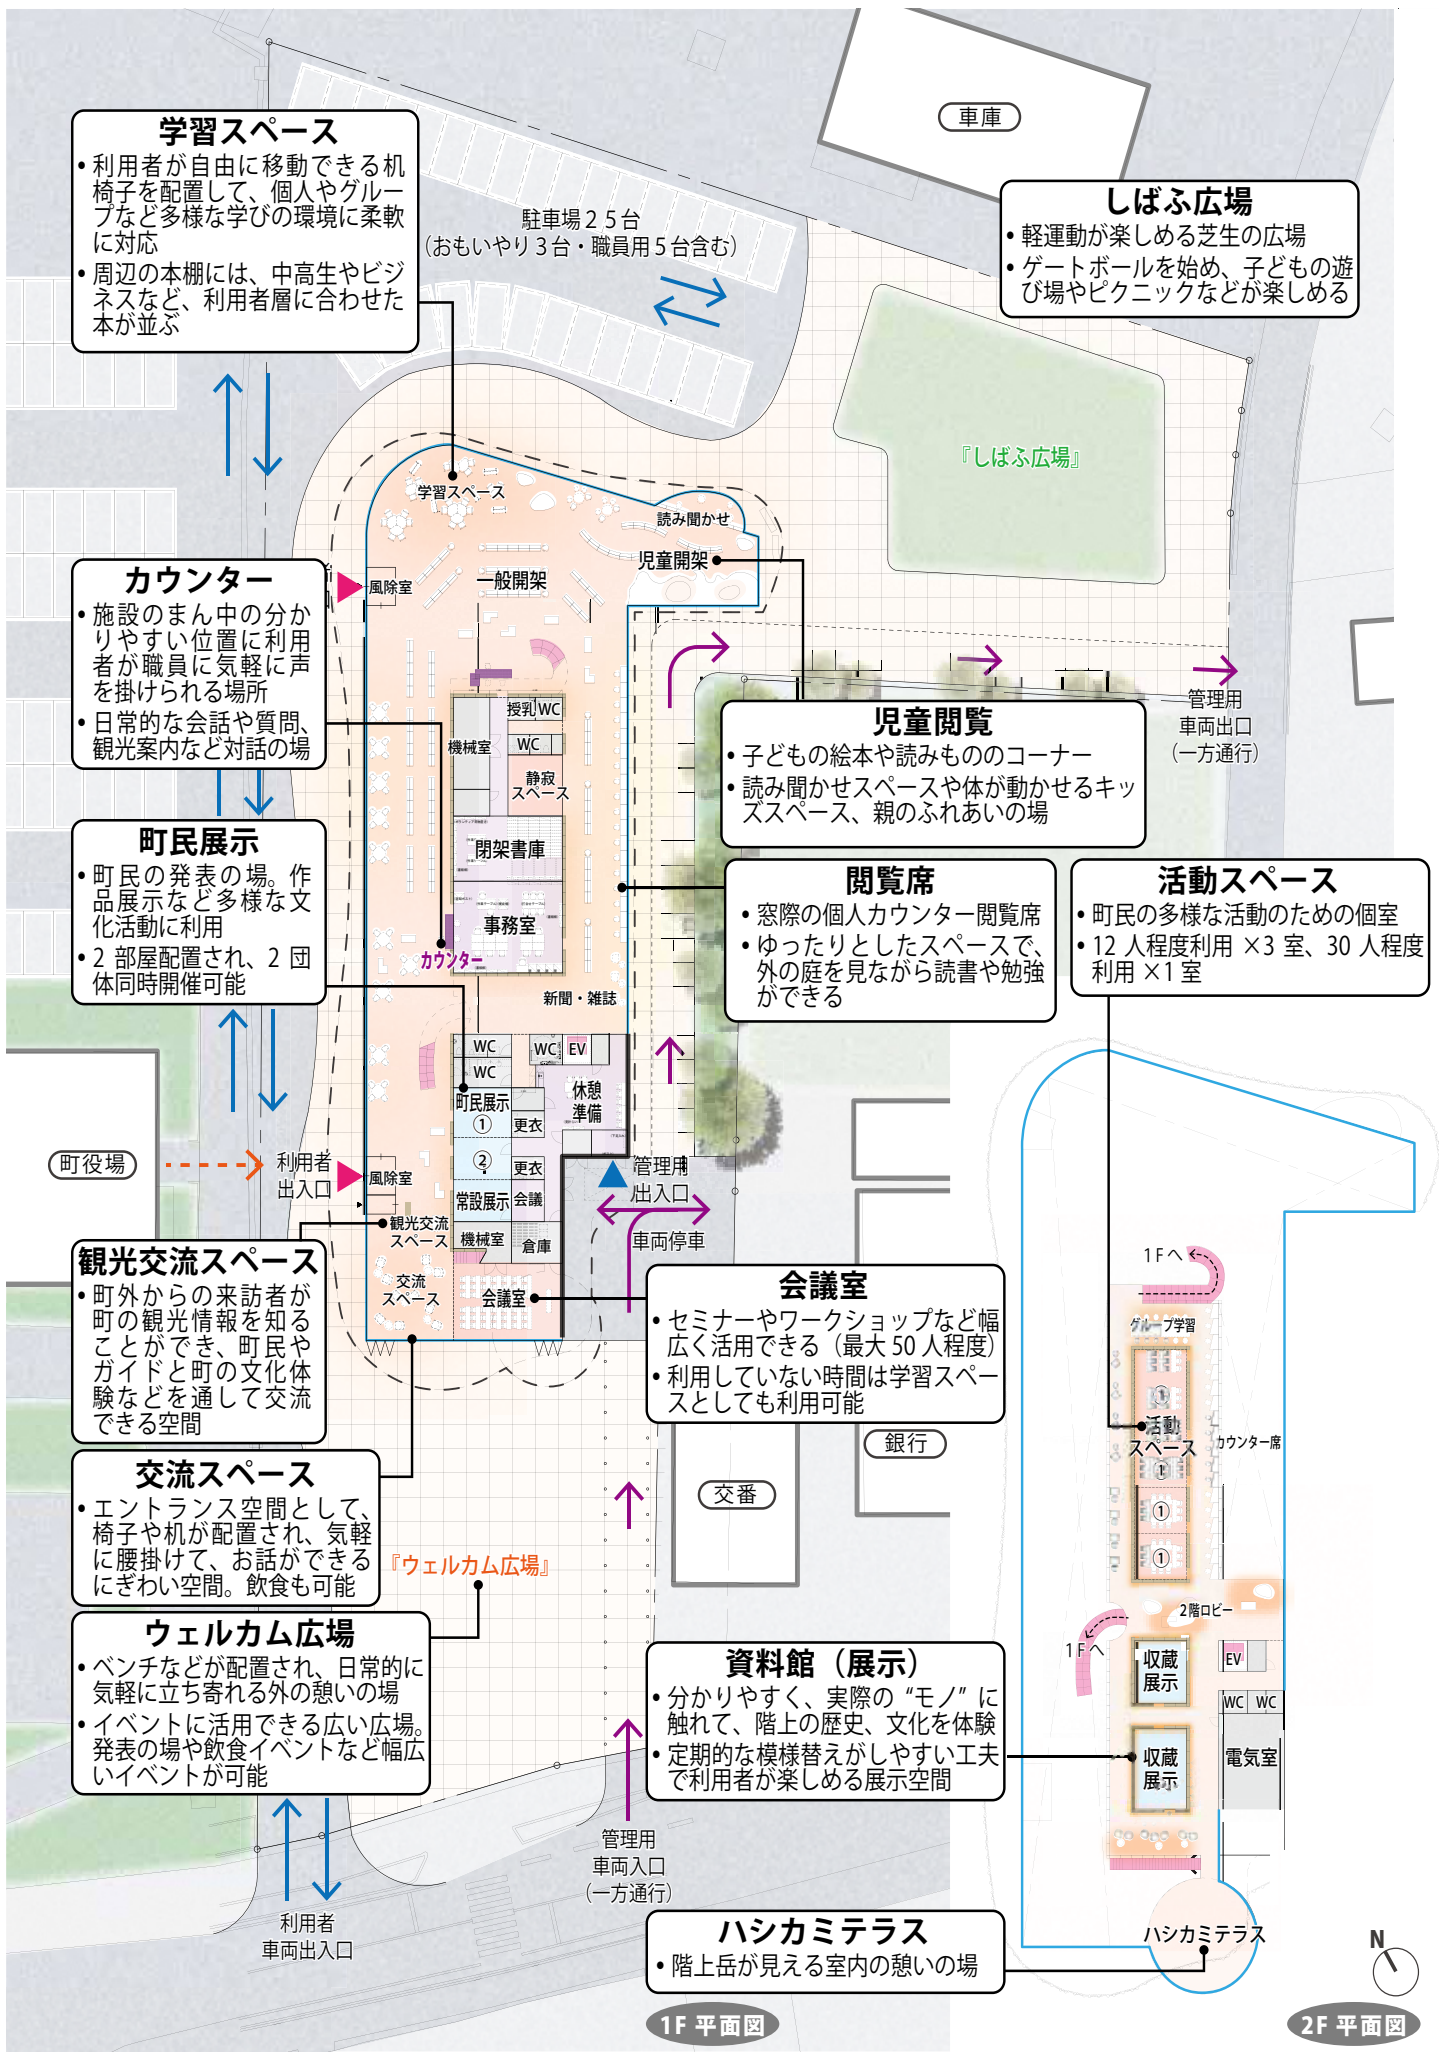 車庫
学習スペース
• 利用者が自由に移動できる机
椅子を配置して、個人やグルー
プなど多様な学びの環境に柔軟
に対応
• 周辺の本棚には、中高生やビジ
ネスなど、利用者層に合わせた
本が並ぶ
駐車場25台
(おもいやり3台・職員用5台含む)
しばふ広場
• 軽運動が楽しめる芝生の広場
• ゲートボールを始め、子どもの遊
び場やピクニックなどが楽しめる
『しばふ広場』
学習スペース
読み聞かせ
児童開架
一般開架
風除室
カウンター
• 施設のまん中の分か
りやすい位置に利用
者が職員に気軽に声
を掛けられる場所
• 日常的な会話や質問、
観光案内など対話の場
授乳 WC
機械室
WC
静寂
スペース
閉架書庫
事務室
カウンター
新聞・雑誌
管理用
車両出口
(一方通行)
児童閲覧
• 子どもの絵本や読みもののコーナー
• 読み聞かせスペースや体が動かせるキッ
ズスペース、親のふれあいの場
町民展示
• 町民の発表の場。作
品展示など多様な文
化活動に利用
• 2 部屋配置され、2 団
体同時開催可能
閲覧席
• 窓際の個人カウンター閲覧席
• ゆったりとしたスペースで、
外の庭を見ながら読書や勉強
ができる
活動スペース
• 町民の多様な活動のための個室
• 12 人程度利用 ×3 室、30 人程度
利用 ×1 室
WC
WC
WC
EV
休憩
準備
町民展示
①
更衣
②
更衣
常設展示
会議
機械室
倉庫
町役場
利用者
出入口
風除室
管理用
出入口
車両停車
観光交流
スペース
交流
スペース
会議室
観光交流スペース
• 町外からの来訪者が
町の観光情報を知る
ことができ、町民や
ガイドと町の文化体
験などを通して交流
できる空間
会議室
• セミナーやワークショップなど幅
広く活用できる（最大 50 人程度）
• 利用していない時間は学習スペー
スとしても利用可能
交流スペース
• エントランス空間として、
椅子や机が配置され、気軽
に腰掛けて、お話ができる
にぎわい空間。飲食も可能
銀行
交番
『ウェルカム広場』
ウェルカム広場
• ベンチなどが配置され、日常的に
気軽に立ち寄れる外の憩いの場
• イベントに活用できる広い広場。
発表の場や飲食イベントなど幅広
いイベントが可能
資料館（展示）
• 分かりやすく、実際の “モノ” に
触れて、階上の歴史、文化を体験
• 定期的な模様替えがしやすい工夫
で利用者が楽しめる展示空間
1Fへ
グループ学習
①
活動
スペース
①
カウンター席
①
①
2階ロビー
1Fへ
収蔵
展示
EV
WC WC
収蔵
展示
電気室
ハシカミテラス
管理用
車両入口
(一方通行)
利用者
車両出入口
ハシカミテラス
• 階上岳が見える室内の憩いの場
N
1F 平面図
2F 平面図